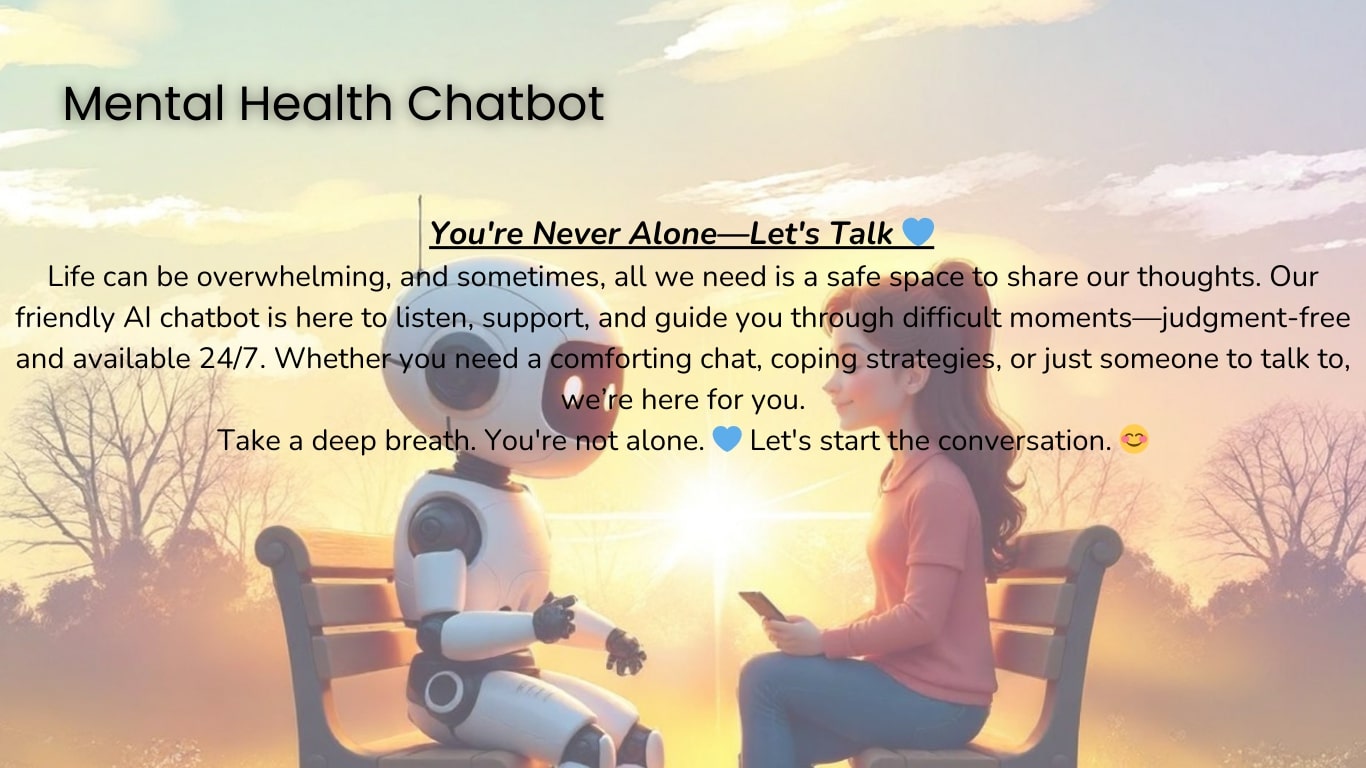 Mental Health Chatbot
You're Never Alone—Let's Talk 💙
Life can be overwhelming, and sometimes, all we need is a safe space to share our thoughts. Our
friendly AI chatbot is here to listen, support, and guide you through difficult moments—judgment-free
and available 24/7. Whether you need a comforting chat, coping strategies, or just someone to talk to,
we're here for you.
Take a deep breath. You're not alone. 💙 Let's start the conversation. 😊